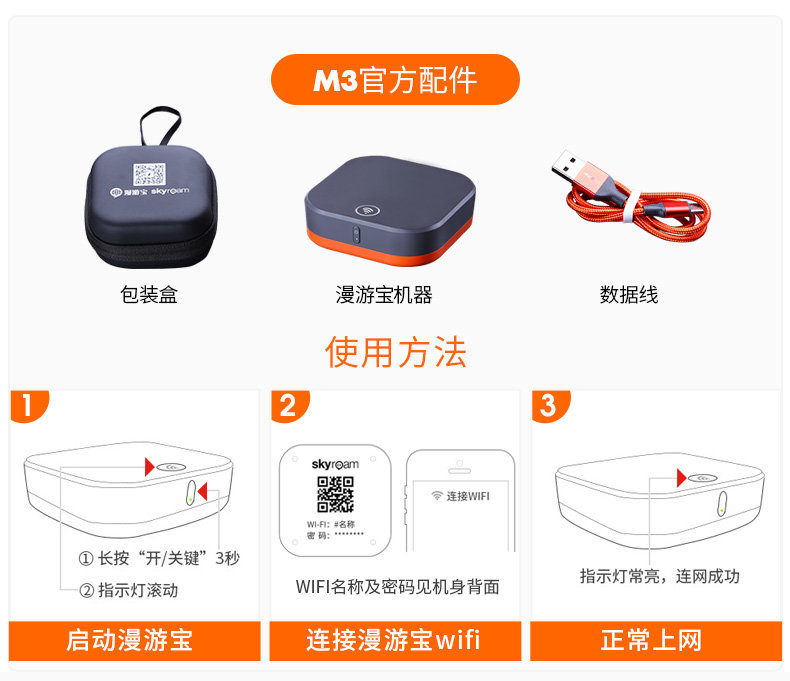 M3官方配件
漫游宝 skyroam
包装盒
漫游宝机器
数据线
使用方法
1
① 长按“开/关键”3秒
② 指示灯滚动
启动漫游宝
2
skyroam
WI-FI：#名称
密 码：********
连接WIFI
WIFI名称及密码见机身背面
连接漫游宝wifi
3
指示灯常亮，连网成功
正常上网